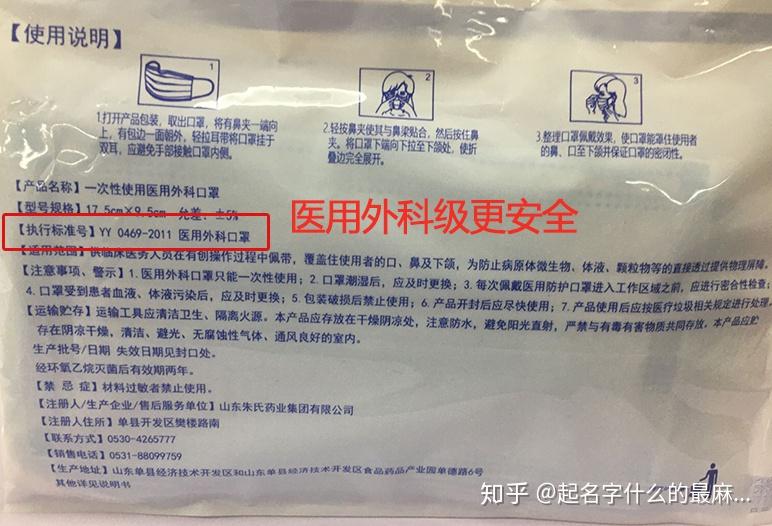 【使用说明】
1
2
3
1.打开产品包装，取出口罩，将有鼻夹一端向
上，有包边一面朝外，轻拉耳带将口罩挂于
双耳，应避免手部接触口罩内侧。
2.轻按鼻夹使其与鼻梁贴合，然后按住鼻
夹。将口罩下端向下拉至下颌处，使折
叠边完全展开。
3.整理口罩佩戴效果，使口罩能罩住使用者
的鼻、口至下颌并保证口罩的密闭性。
【产品名称】一次性使用医用外科口罩
【型号规格】17.5cm×9.5cm 允差：±5%
医用外科级更安全
【执行标准号】YY 0469-2011 医用外科口罩
【适用范围】供临床医务人员在有创操作过程中佩带，覆盖住使用者的口、鼻及下颌，为防止病原体微生物、体液、颗粒物等的直接透过提供物理屏障。
【注意事项、警示】1.医用外科口罩只能一次性使用；2.口罩潮湿后，应及时更换；3.每次佩戴医用防护口罩进入工作区域之前，应进行密合性检查；
4.口罩受到患者血液、体液污染后，应及时更换；5.包装破损后禁止使用；6.产品开封后应尽快使用；7.产品使用后应按医疗垃圾相关规定进行处理。
【运输贮存】运输工具应清洁卫生、隔离火源。本产品应存放在干燥阴凉处，注意防水，避免阳光直射，严禁与有毒有害物质共同存放。本产品应贮
存在阴凉干燥，清洁、避光、无腐蚀性气体、通风良好的室内。
生产批号/日期 失效日期见封口处。
经环氧乙烷灭菌后有效期两年。
【禁 忌症】材料过敏者禁止使用。
【注册人/生产企业/售后服务单位】山东朱氏药业集团有限公司
【注册人住所】单县开发区樊楼路南
【联系方式】0530-4265777
【销售电话】0531-88099759
【生产地址】山东单县经济技术开发区和山东单县经济技术开发区食品药品产业园单德路6号
其他详见说明书
知乎 @起名字什么的最麻...